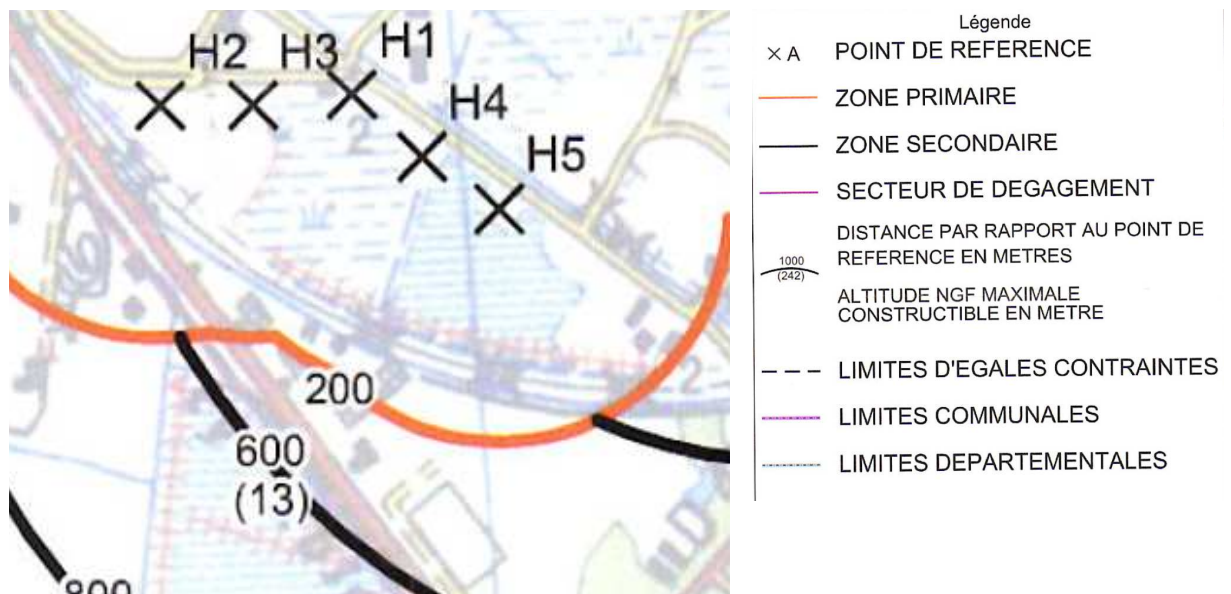 H2
H3
H1
H4
H5
2
200
2
600
(13)
800
Légende
× A POINT DE REFERENCE
ZONE PRIMAIRE
ZONE SECONDAIRE
SECTEUR DE DEGAGEMENT
1000
(242)
DISTANCE PAR RAPPORT AU POINT DE
REFERENCE EN METRES
ALTITUDE NGF MAXIMALE
CONSTRUCTIBLE EN METRE
LIMITES D'EGALES CONTRAINTES
LIMITES COMMUNALES
LIMITES DEPARTEMENTALES